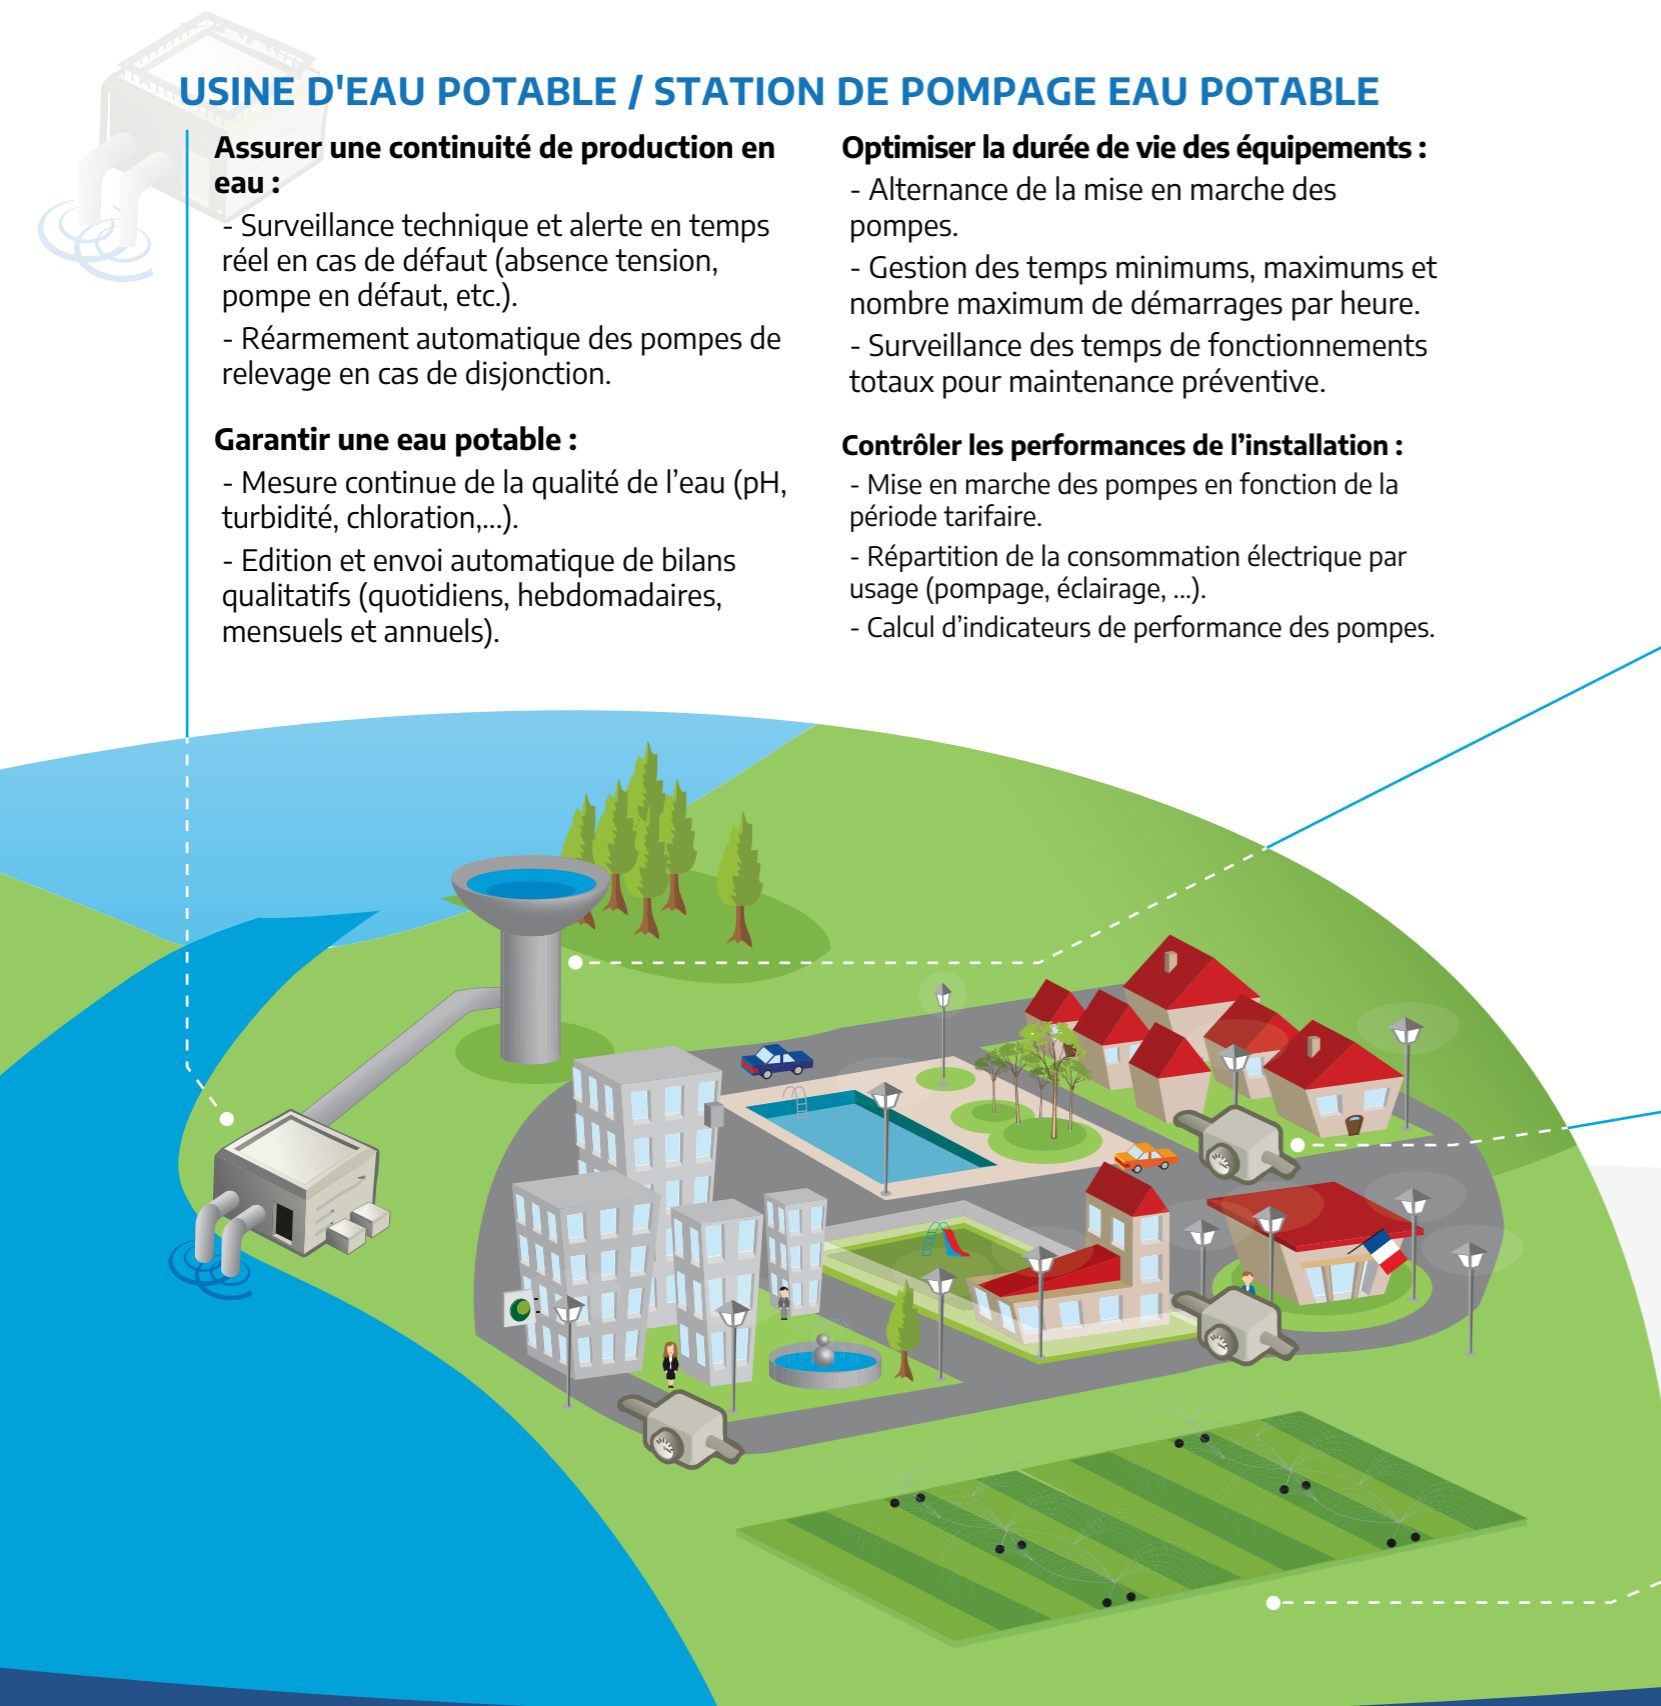 USINE D'EAU POTABLE / STATION DE POMPAGE EAU POTABLE
Assurer une continuité de production en
eau :
- Surveillance technique et alerte en temps
réel en cas de défaut (absence tension,
pompe en défaut, etc.).
- Réarmement automatique des pompes de
relevage en cas de disjonction.
Garantir une eau potable :
- Mesure continue de la qualité de l’eau (pH,
turbidité, chloration,...).
- Edition et envoi automatique de bilans
qualitatifs (quotidiens, hebdomadaires,
mensuels et annuels).
Optimiser la durée de vie des équipements :
- Alternance de la mise en marche des
pompes.
- Gestion des temps minimums, maximums et
nombre maximum de démarrages par heure.
- Surveillance des temps de fonctionnements
totaux pour maintenance préventive.
Contrôler les performances de l’installation :
- Mise en marche des pompes en fonction de la
période tarifaire.
- Répartition de la consommation électrique par
usage (pompage, éclairage, ...).
- Calcul d’indicateurs de performance des pompes.